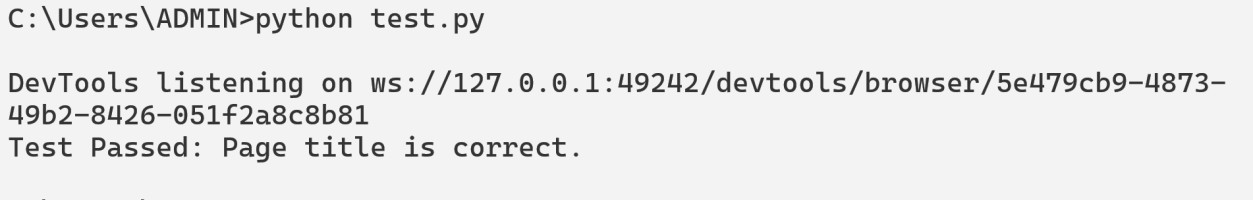 C:\Users\ADMIN>python test.py
DevTools listening on ws://127.0.0.1:49242/devtools/browser/5e479cb9-4873-
49b2-8426-051f2a8c8b81
Test Passed: Page title is correct.